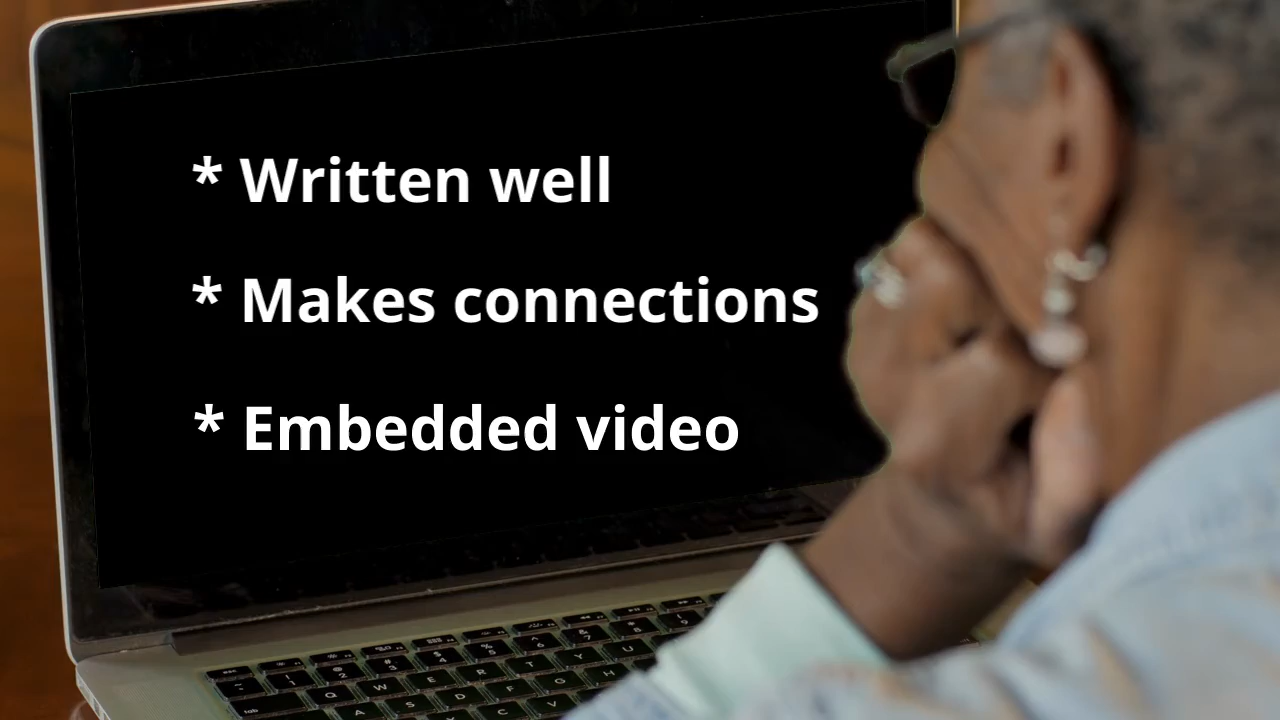 * Written well
* Makes connections
* Embedded video